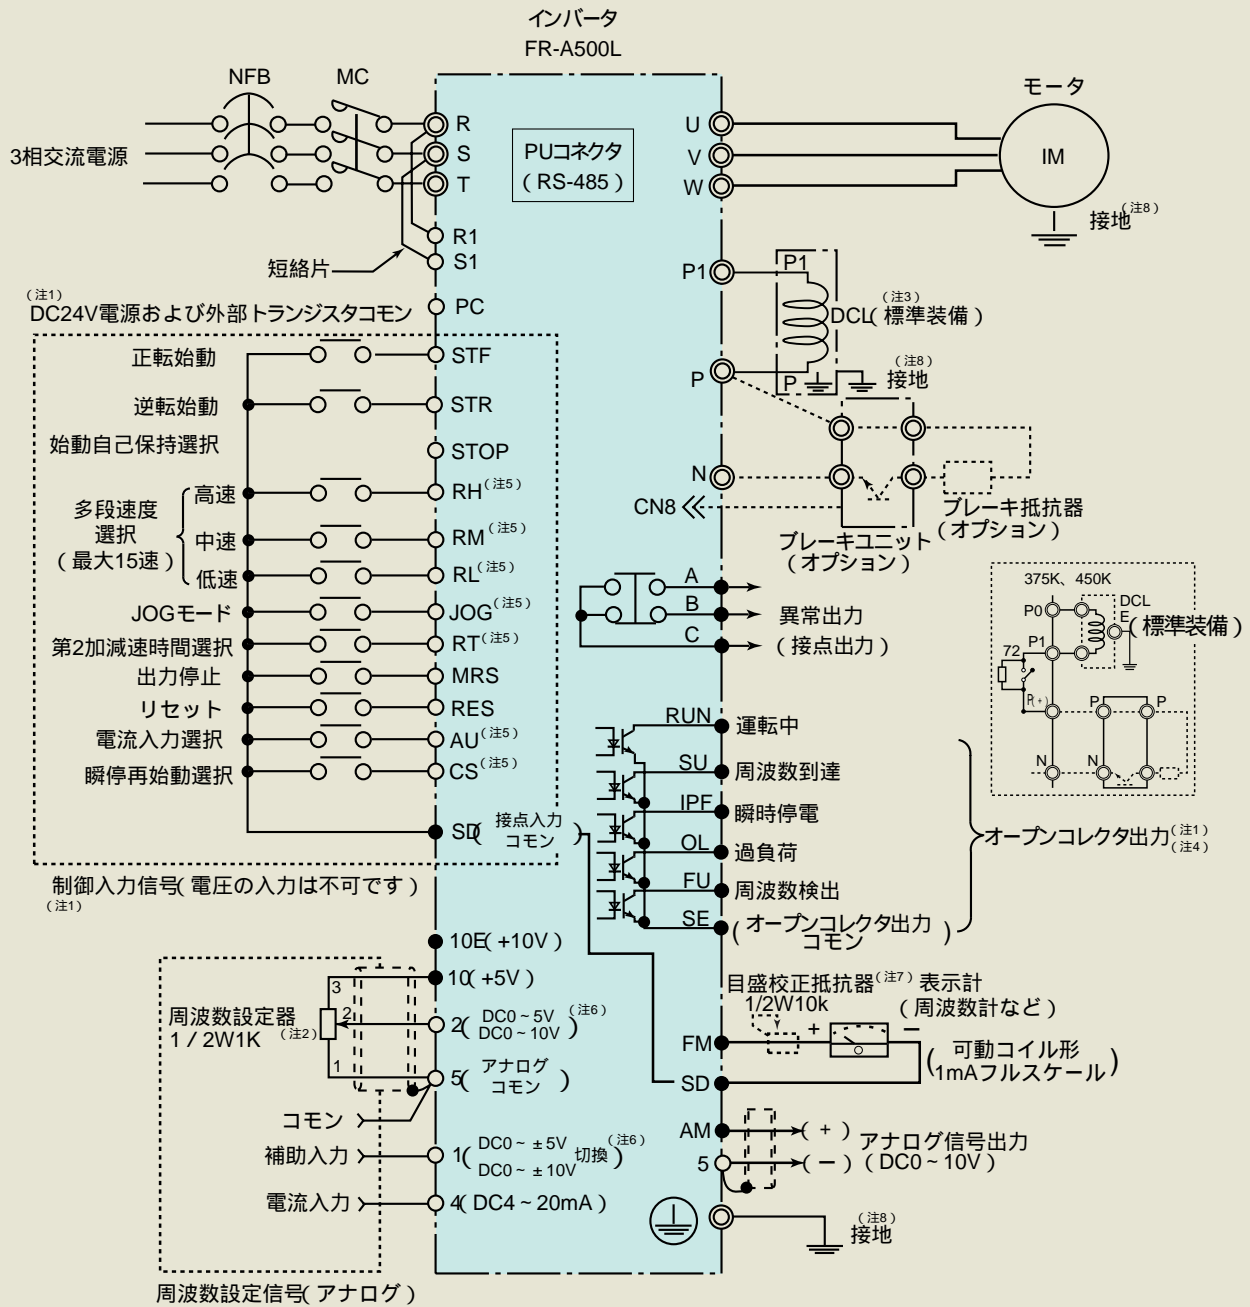 インバータ
FR-A500L
NFB
MC
3相交流電源
R
S
T
R1
S1
短絡片
PUコネクタ
(RS-485)
U
V
W
モータ
IM
接地(注8)
(注1)
DC24V電源および外部トランジスタコモン
PC
P1
P1
DCL(標準装備)
(注3)
P
P
接地
(注8)
N
CN8
ブレーキユニット
(オプション)
ブレーキ抵抗器
(オプション)
正転始動
STF
逆転始動
STR
始動自己保持選択
STOP
多段速度
選択
(最大15速)
高速
RH(注5)
中速
RM(注5)
低速
RL(注5)
JOGモード
JOG(注5)
第2加減速時間選択
RT(注5)
出力停止
MRS
リセット
RES
電流入力選択
AU(注5)
瞬停再始動選択
CS(注5)
SD(接点入力
コモン)
制御入力信号(電圧の入力は不可です)
(注1)
A
B
C
異常出力
(接点出力)
375K、450K
P0
DCL
E
(標準装備)
P1
72
P(+)
P
P
N
N
RUN
運転中
SU
周波数到達
IPF
瞬時停電
OL
過負荷
FU
周波数検出
SE
(オープンコレクタ出力
コモン)
オープンコレクタ出力(注1)
(注4)
10E(+10V)
10(+5V)
3
2
1
周波数設定器
1/2W1K
(注2)
2(DC0~5V
DC0~10V)(注6)
5(アナログ
コモン)
コモン
補助入力
1(DC0~±5V
DC0~±10V
切換)(注6)
電流入力
4(DC4~20mA)
周波数設定信号(アナログ)
目盛校正抵抗器(注7)
1/2W10k
表示計
(周波数計など)
+
−
FM
SD
(可動コイル形
1mAフルスケール)
AM
(+)
5
(−)
アナログ信号出力
(DC0~10V)
接地
(注8)